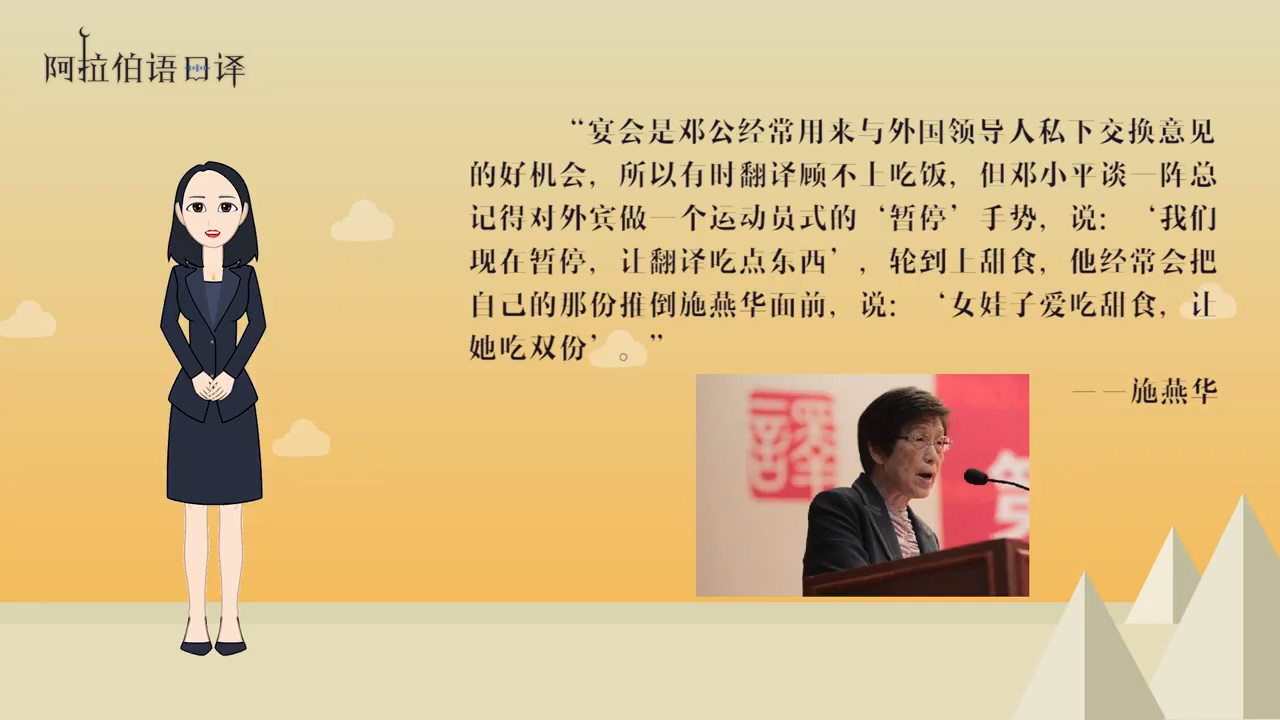 阿拉伯语日译
“宴会是邓公经常用来与外国领导人私下交换意见
的好机会，所以有时翻译顾不上吃饭，但邓小平谈一阵总
记得对外宾做一个运动员式的‘暂停’手势，说：‘我们
现在暂停，让翻译吃点东西’，轮到上甜食，他经常会把
自己的那份推倒施燕华面前，说：‘女娃子爱吃甜食，让
她吃双份’。”
——施燕华
譯
第